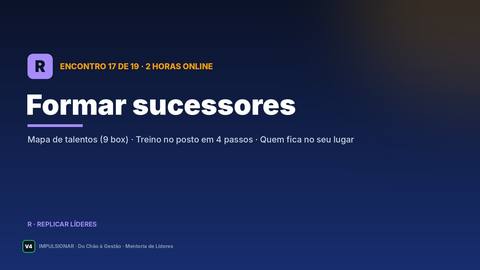 R
ENCONTRO 17 DE 19 · 2 HORAS ONLINE
Formar sucessores
Mapa de talentos (9 box) · Treino no posto em 4 passos · Quem fica no seu lugar
R · REPLICAR LÍDERES
V4 IMPULSIONAR · Do Chão à Gestão · Mentoria de Líderes